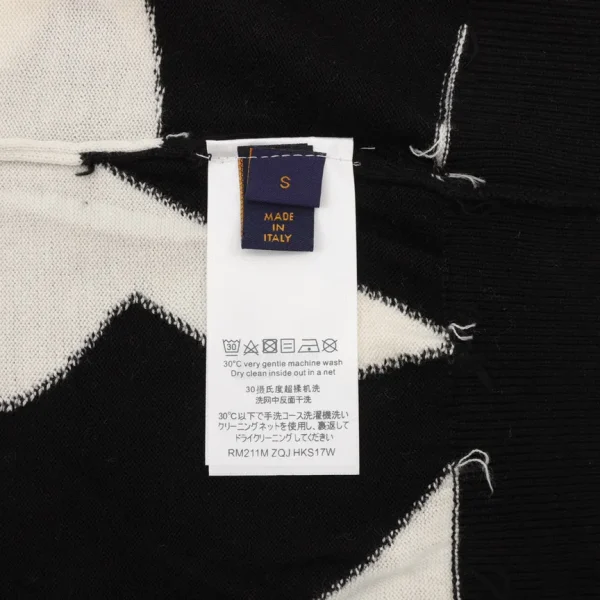 S
MADE
IN
ITALY
30
30°C very gentle machine wash
Dry clean inside out in a net
30摄氏度超揉机洗
洗网中反面干洗
30℃以下で手洗コース洗濯機洗い
クリーニングネットを使用し、裏返して
ドライクリーニングしてください
RM211M ZQJ HKS17W